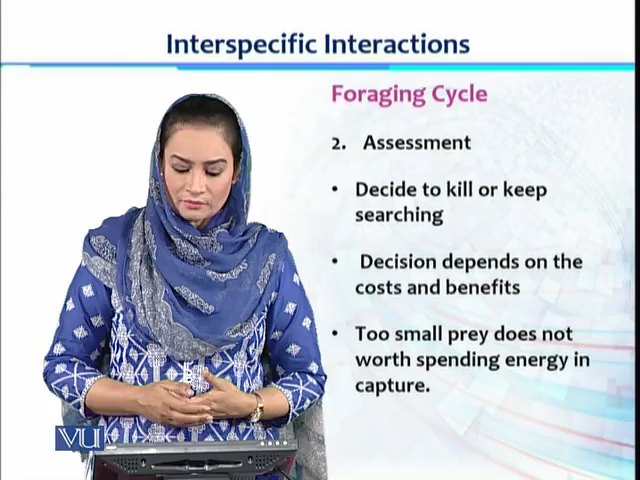 Interspecific Interactions
Foraging Cycle
2. Assessment
• Decide to kill or keep
searching
• Decision depends on the
costs and benefits
• Too small prey does not
worth spending energy in
capture.
VU